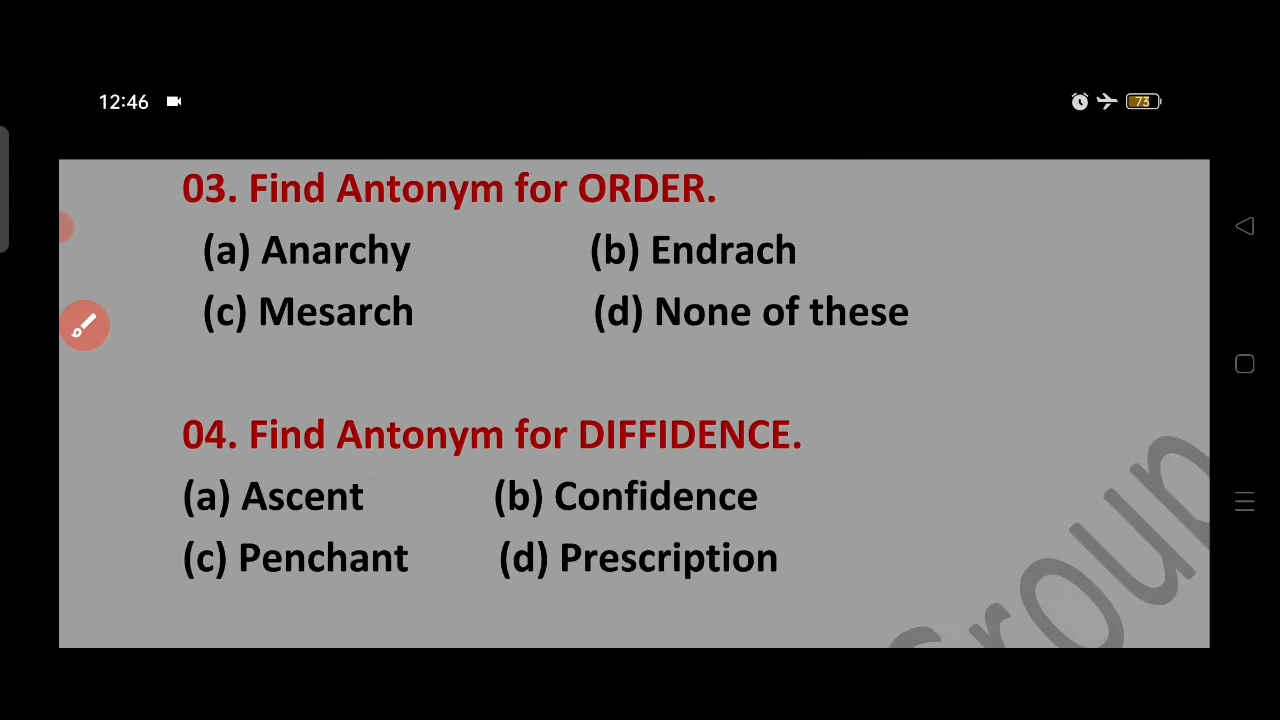 12:46 73
03. Find Antonym for ORDER.
(a) Anarchy (b) Endrach
(c) Mesarch (d) None of these
04. Find Antonym for DIFFIDENCE.
(a) Ascent (b) Confidence
(c) Penchant (d) Prescription
Group